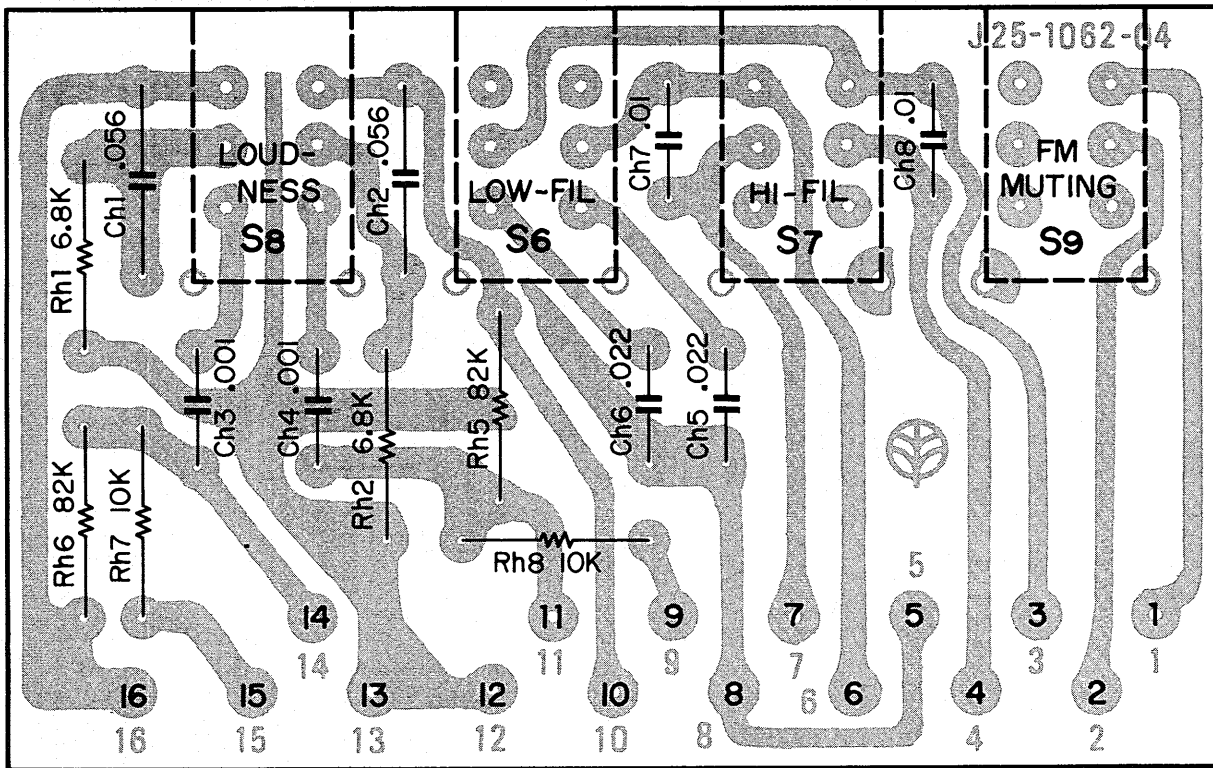 J25-1062-04
Ch1 .056
LOUD-
NESS
S8
Ch2 .056
LOW-FIL
S6
Ch7 .01
HI-FIL
S7
Ch8 .01
FM
MUTING
S9
Rh1 6.8K
Ch3 .001
Ch4 .001
Rh2 6.8K
Rh5 82K
Ch6 .022
Ch5 .022
Rh6 82K
Rh7 10K
Rh8 10K
5
14 11 9 7 5 3 1
14 11 9 7 3 1
16 15 13 12 10 8 6 6 4 2
16 15 13 12 10 8 4 2